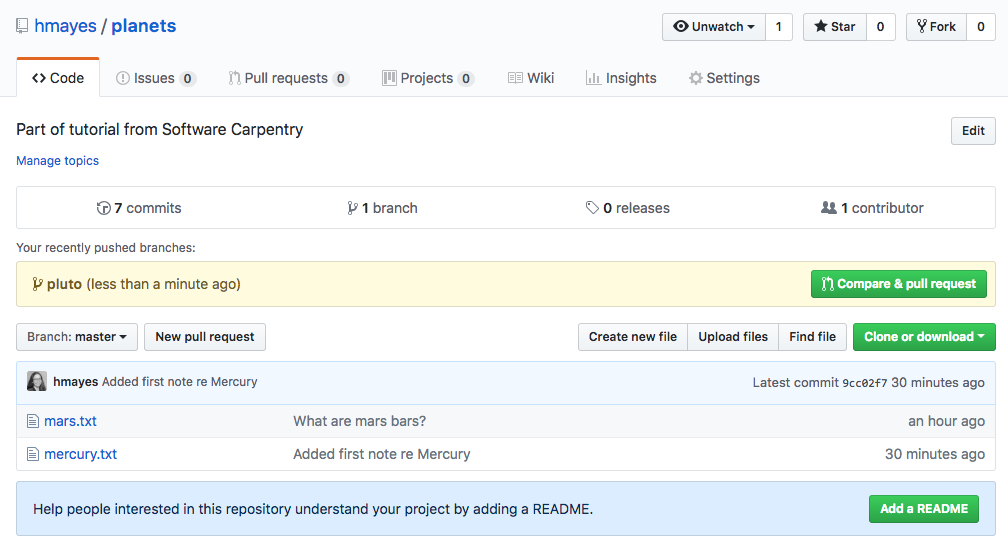 hmayes / planets
Unwatch 1 Star 0 Fork 0
Code Issues 0 Pull requests 0 Projects 0 Wiki Insights Settings
Part of tutorial from Software Carpentry Edit
Manage topics
7 commits 1 branch 0 releases 1 contributor
Your recently pushed branches:
pluto (less than a minute ago) Compare & pull request
Branch: master New pull request Create new file Upload files Find file Clone or download
hmayes Added first note re Mercury Latest commit 9cc02f7 30 minutes ago
mars.txt What are mars bars? an hour ago
mercury.txt Added first note re Mercury 30 minutes ago
Help people interested in this repository understand your project by adding a README. Add a README